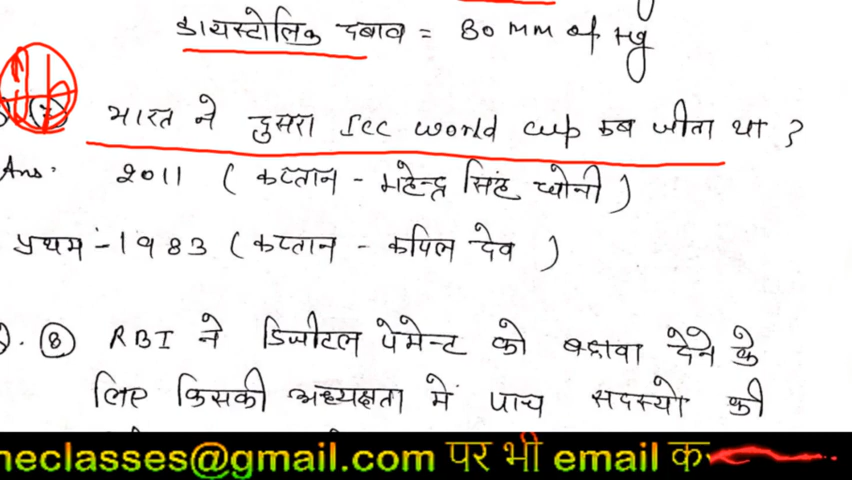 डायस्टोलिक दबाव = 80 MM of Hg
भारत ने दुसरा Icc world cup कब जीता था ?
Ans. 2011 ( कप्तान - महेन्द्र सिंह धोनी )
प्रथम - 1983 ( कप्तान - कपिल देव )
(8) RBI ने डिजीटल पेमेन्ट को बढ़ावा देने के
लिए किसकी अध्यक्षता में पाच सदस्यो की
neclasses@gmail.com पर भी email क